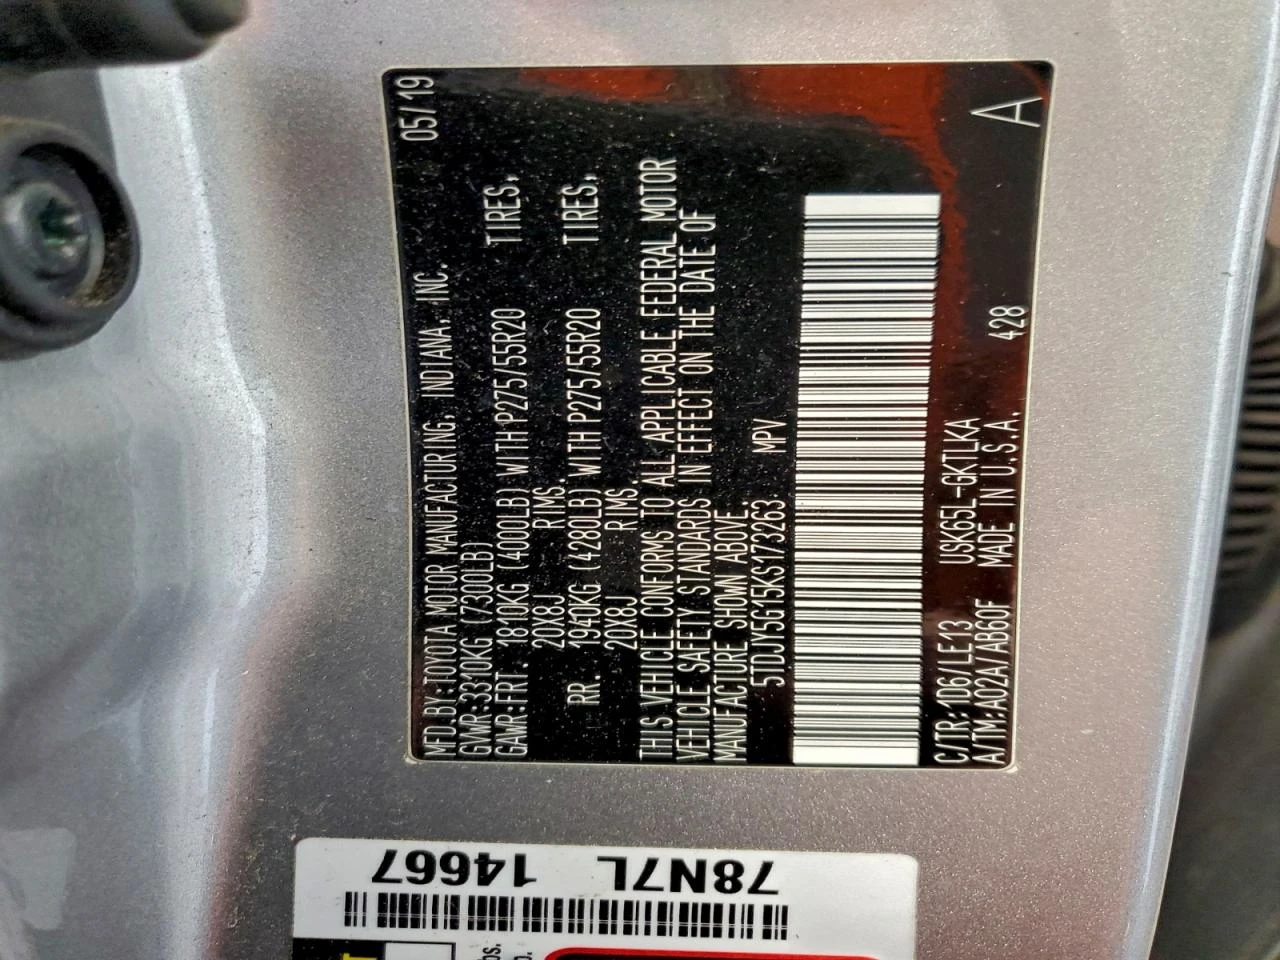 MFD BY:TOYOTA MOTOR MANUFACTURING, INDIANA, INC. 05/19
GVWR:3310KG (7300LB)
GAWR:FRT. 1810KG (4000LB) WITH P275/55R20 TIRES,
20X8J RIMS,
RR. 1940KG (4280LB) WITH P275/55R20 TIRES,
20X8J RIMS,
THIS VEHICLE CONFORMS TO ALL APPLICABLE FEDERAL MOTOR
VEHICLE SAFETY STANDARDS IN EFFECT ON THE DATE OF
MANUFACTURE SHOWN ABOVE.
5TDJY5G15KS173263 MPV
C/TR:1D6/LE13 USK65L-GKTLKA
A/TM:A02A/AB60F MADE IN U.S.A. 428 A
78N7L 14667